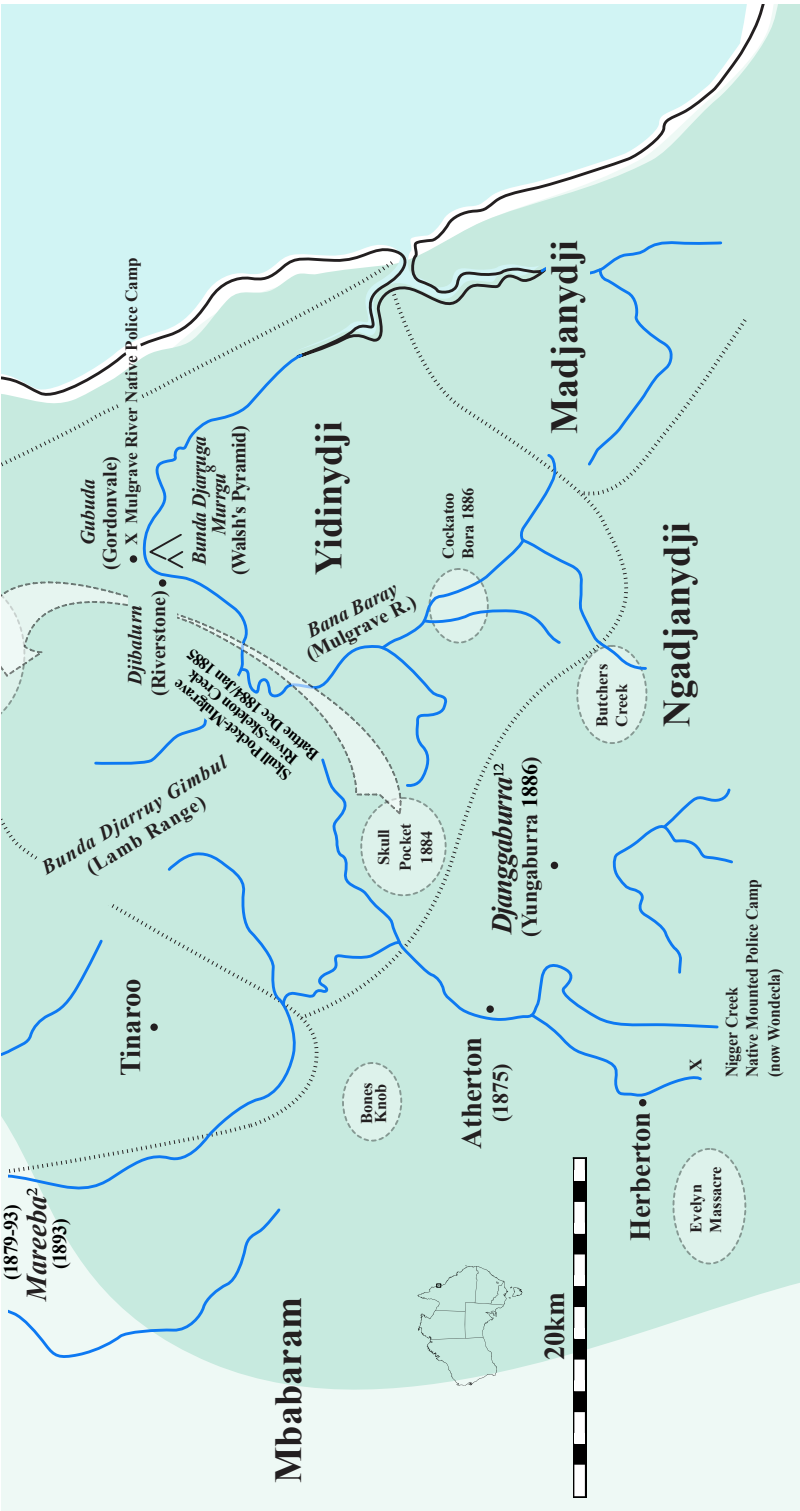 (1879-93)
Mareeba²
(1893)
Tinaroo
Mbabaram
Bunda Djarruy Gimbul
(Lamb Range)
Gubuda
(Gordonvale)
X Mulgrave River Native Police Camp
Djibalurn
(Riverstone)
Bunda Djarruga
Murrgu⁸
(Walsh's Pyramid)
Skull Pocket-Mulgrave
River-Skeleton Creek
Battue Dec 1884/Jan 1885
Yidinydji
Bana Baray
(Mulgrave R.)
Cockatoo
Bora 1886
Skull
Pocket
1884
Bones
Knob
Atherton
(1875)
Djanggaburra¹²
(Yungaburra 1886)
Madjanydji
Butchers
Creek
Ngadjanydji
Herberton
X
Nigger Creek
Native Mounted Police Camp
(now Wondecla)
Evelyn
Massacre
20km